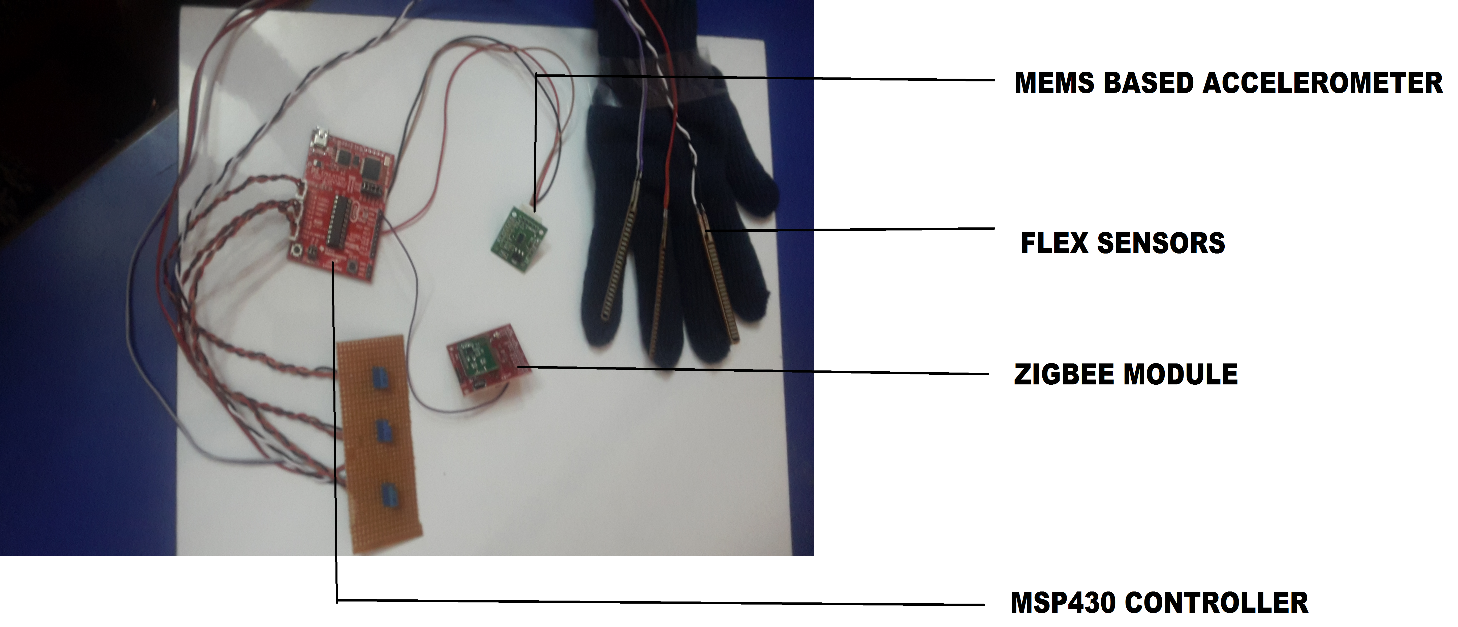 MEMS BASED ACCELEROMETER
FLEX SENSORS
ZIGBEE MODULE
MSP430 CONTROLLER